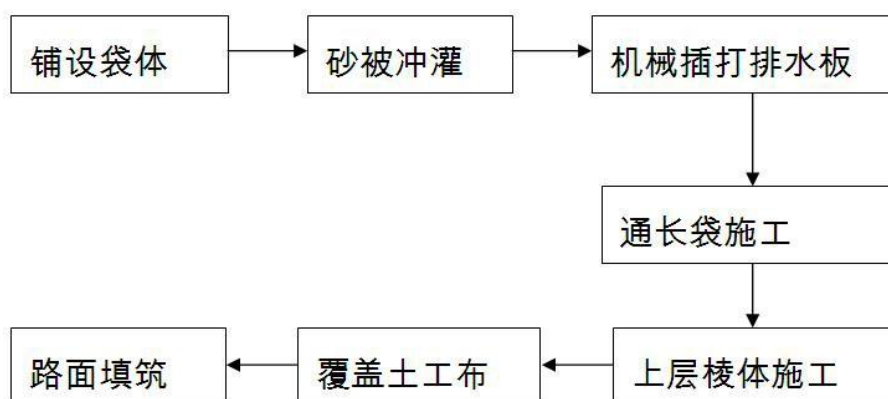 铺设袋体
砂被冲灌
机械插打排水板
通长袋施工
上层棱体施工
覆盖土工布
路面填筑